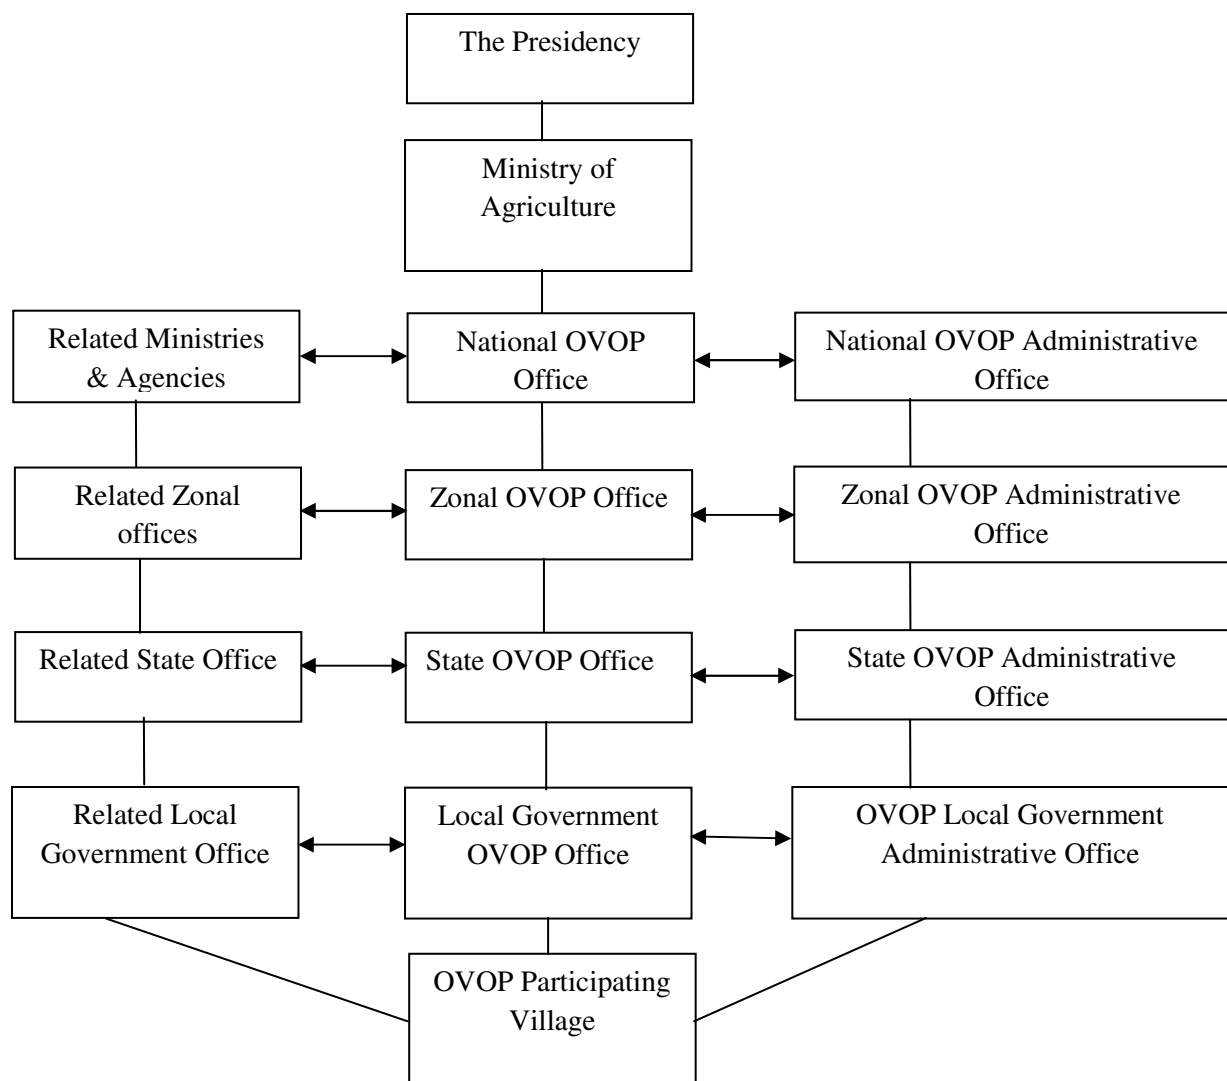 The Presidency
Ministry of
Agriculture
Related Ministries
& Agencies
National OVOP
Office
National OVOP Administrative
Office
Related Zonal
offices
Zonal OVOP Office
Zonal OVOP Administrative
Office
Related State Office
State OVOP Office
State OVOP Administrative
Office
Related Local
Government Office
Local Government
OVOP Office
OVOP Local Government
Administrative Office
OVOP Participating
Village